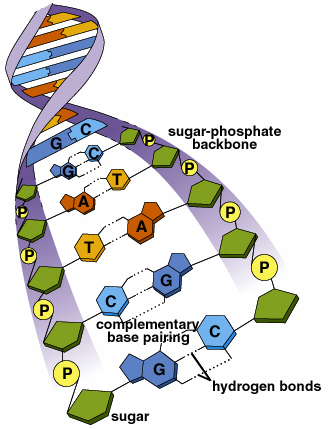 G C
P
sugar-phosphate
backbone
C
G
P
T
A
P
P
T
A
P
P
G
C
complementary
base pairing
C
P
G
hydrogen bonds
sugar